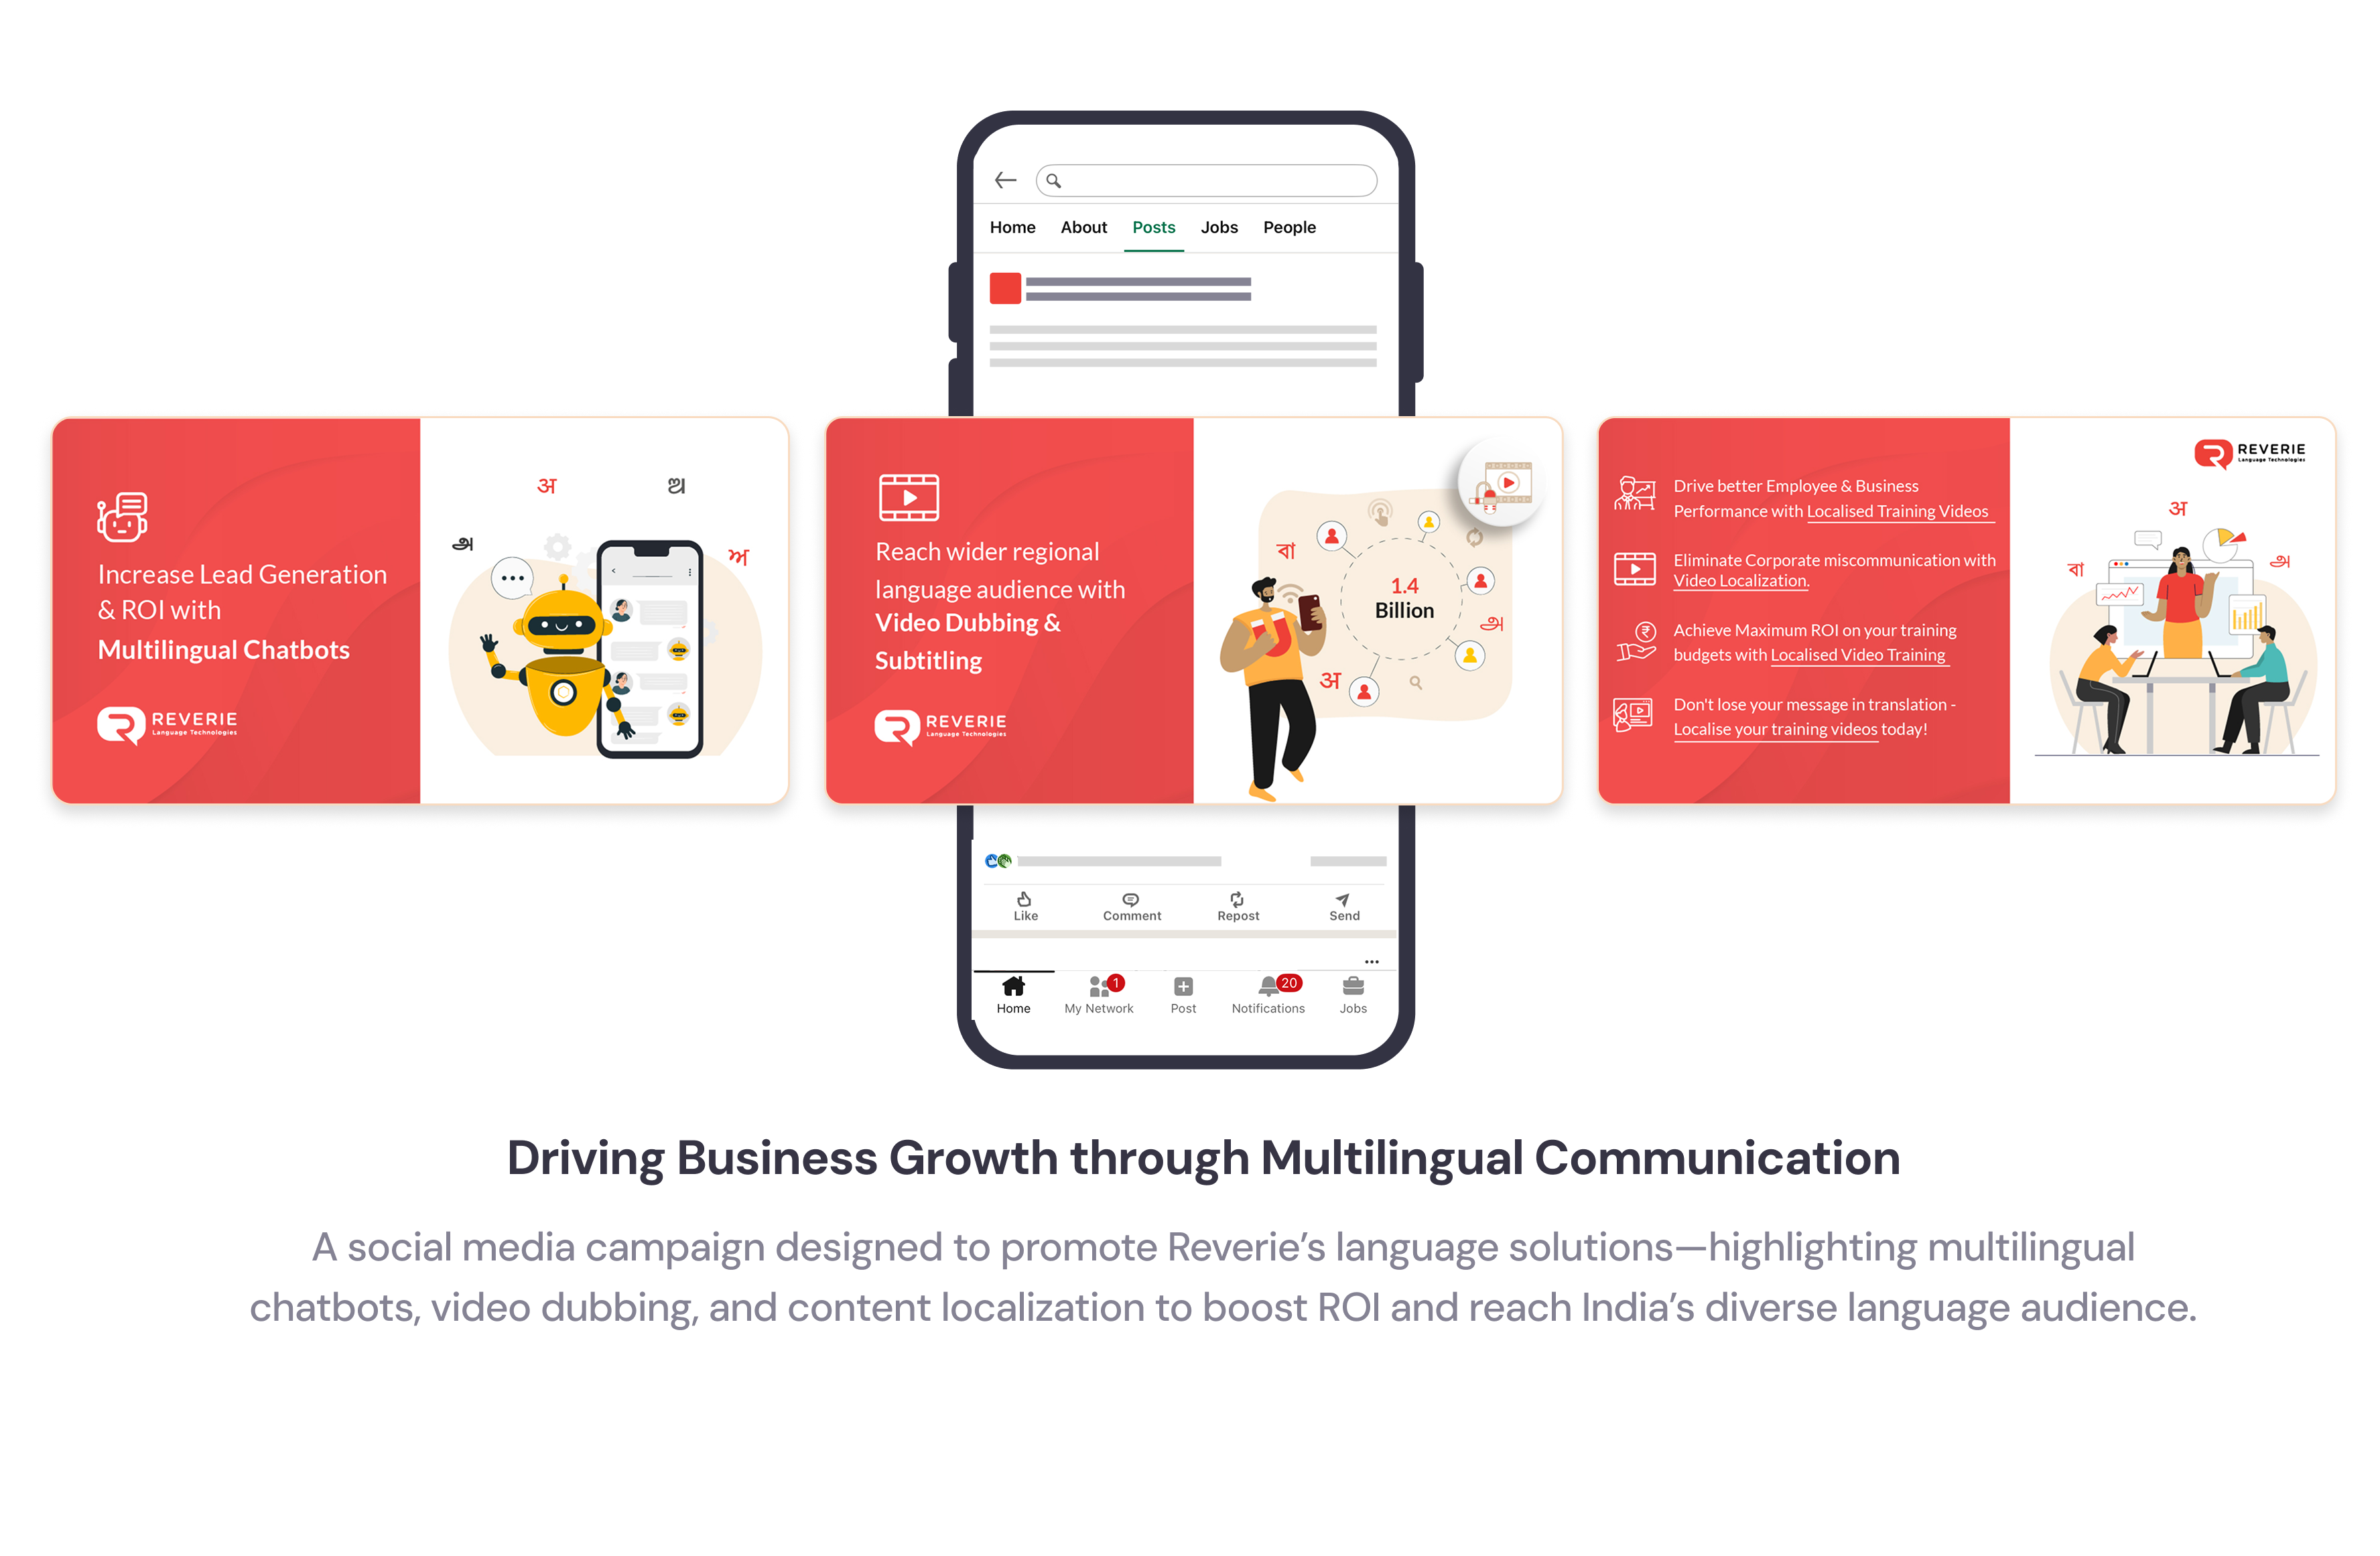 Home About Posts Jobs People
अ
ଅ
அ
ਅ
Increase Lead Generation
& ROI with
Multilingual Chatbots
REVERIE
Language Technologies
Reach wider regional
language audience with
Video Dubbing &
Subtitling
REVERIE
Language Technologies
বা
1.4
Billion
அ
अ
Drive better Employee & Business
Performance with Localised Training Videos
Eliminate Corporate miscommunication with
Video Localization.
Achieve Maximum ROI on your training
budgets with Localised Video Training
Don't lose your message in translation -
Localise your training videos today!
REVERIE
Language Technologies
अ
বা
அ
Like Comment Repost Send
1 20
Home My Network Post Notifications Jobs
Driving Business Growth through Multilingual Communication
A social media campaign designed to promote Reverie’s language solutions—highlighting multilingual
chatbots, video dubbing, and content localization to boost ROI and reach India’s diverse language audience.